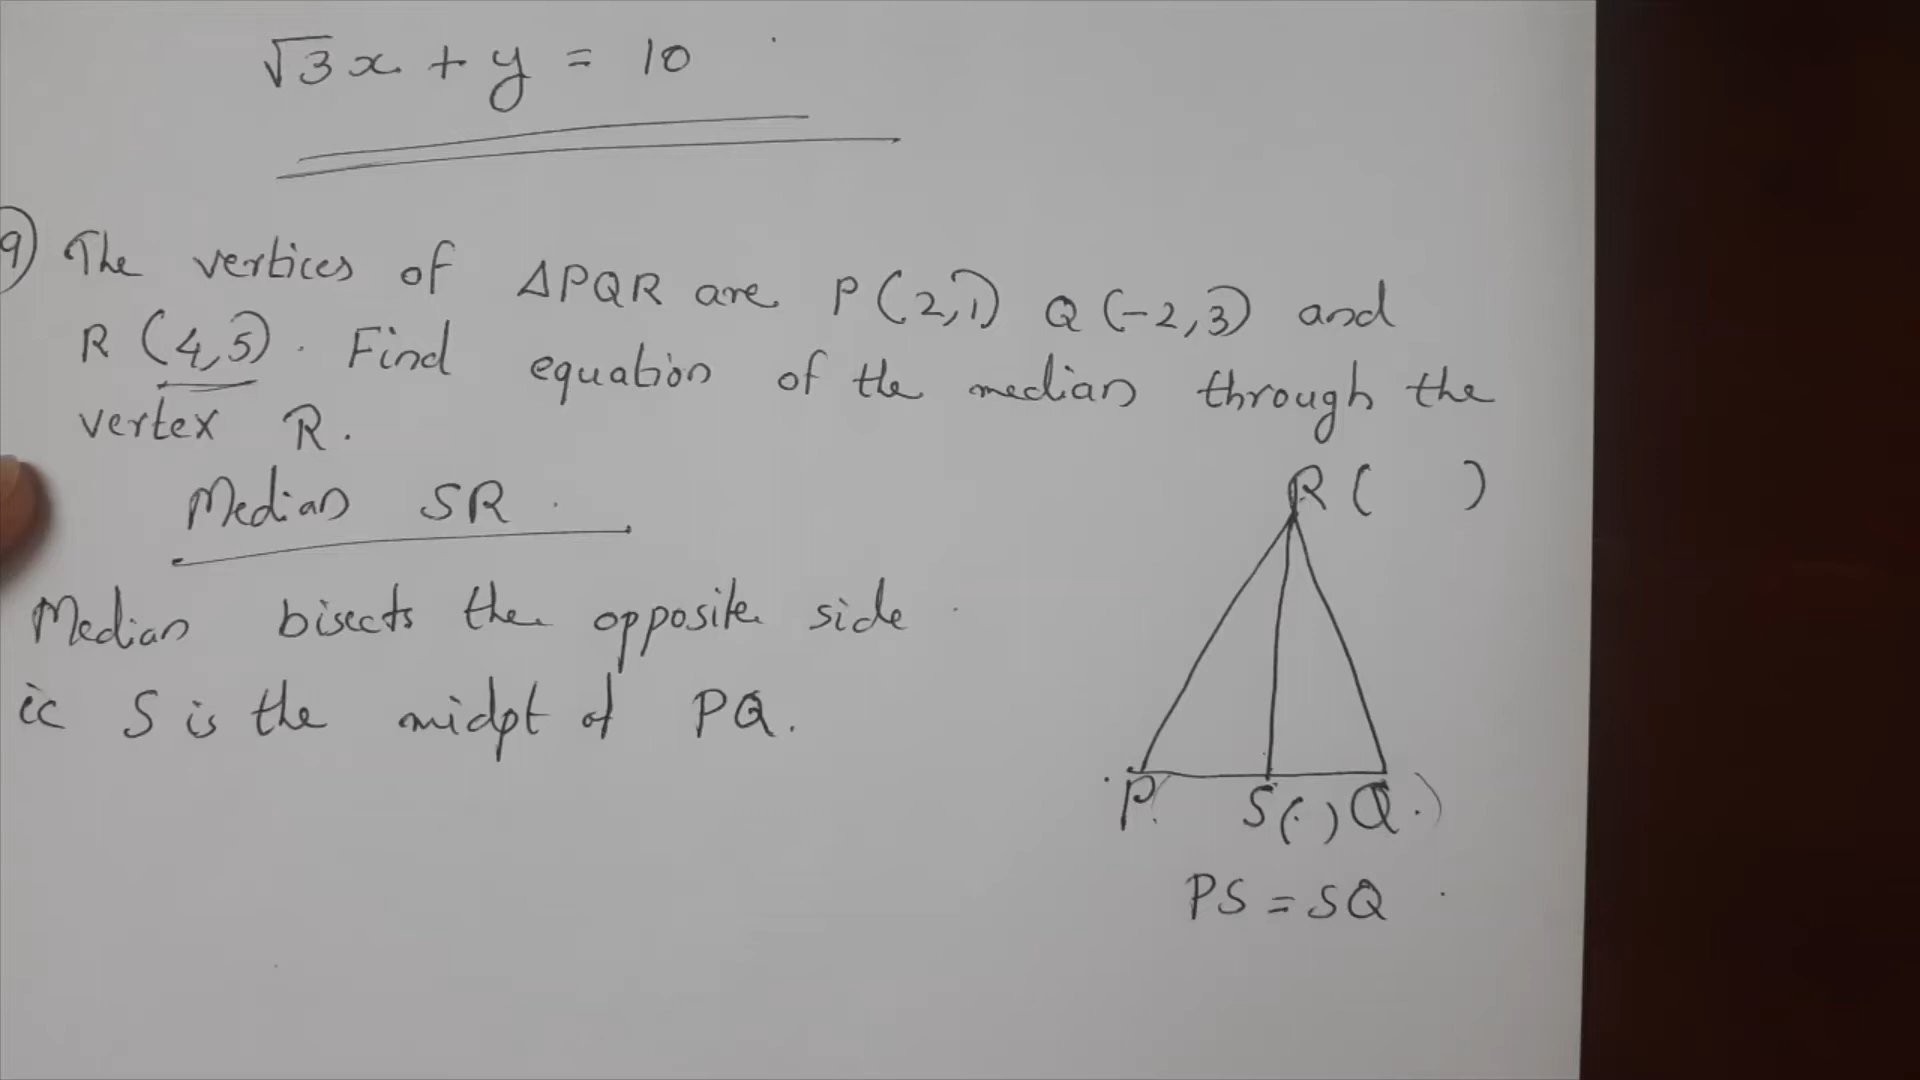 √3x + y = 10
9) The vertices of ΔPQR are P(2,1) Q(-2,3) and
R(4,5). Find equation of the median through the
vertex R.
Median SR.
Median bisects the opposite side
ie S is the midpt of PQ.
R( )
P. S(.) Q.)
PS = SQ